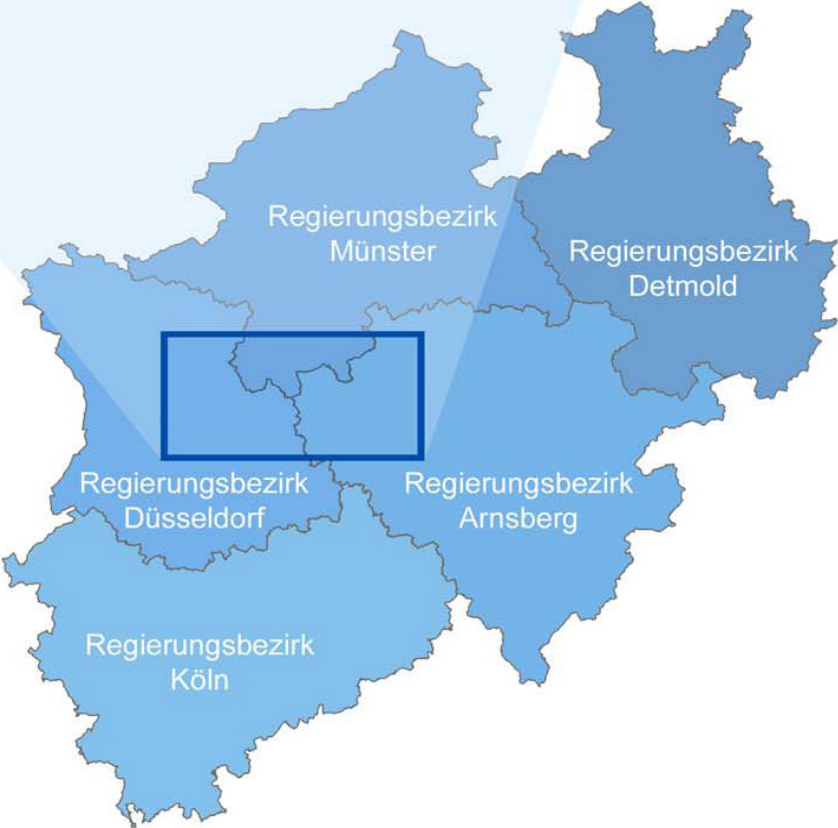 Regierungsbezirk
Münster
Regierungsbezirk
Detmold
Regierungsbezirk
Düsseldorf
Regierungsbezirk
Arnsberg
Regierungsbezirk
Köln